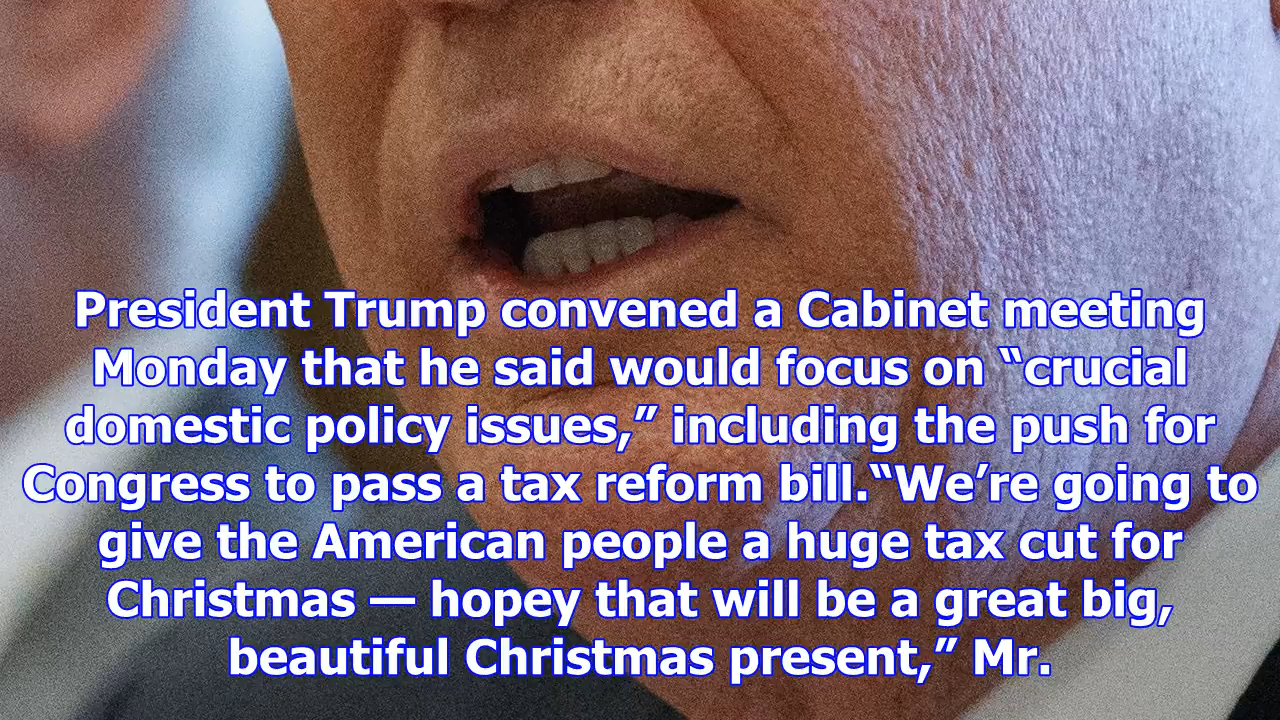 President Trump convened a Cabinet meeting
Monday that he said would focus on “crucial
domestic policy issues,” including the push for
Congress to pass a tax reform bill.“We’re going to
give the American people a huge tax cut for
Christmas — hopey that will be a great big,
beautiful Christmas present,” Mr.